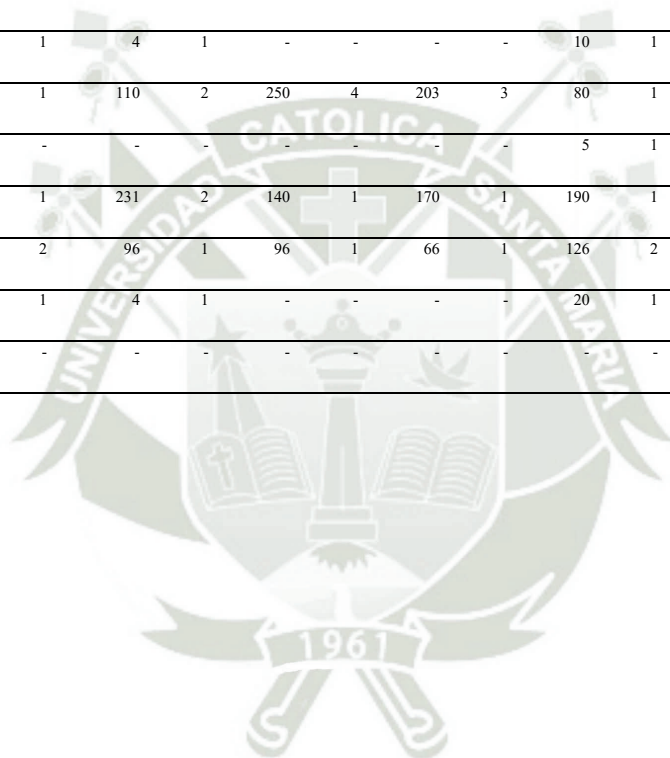 1 4 1 - - - - 10 1
1 110 2 250 4 203 3 80 1
- - - - - - - 5 1
1 231 2 140 1 170 1 190 1
2 96 1 96 1 66 1 126 2
1 4 1 - - - - 20 1
- - - - - - - - -
UNIVERSIDAD CATOLICA SANTA MARIA
1961